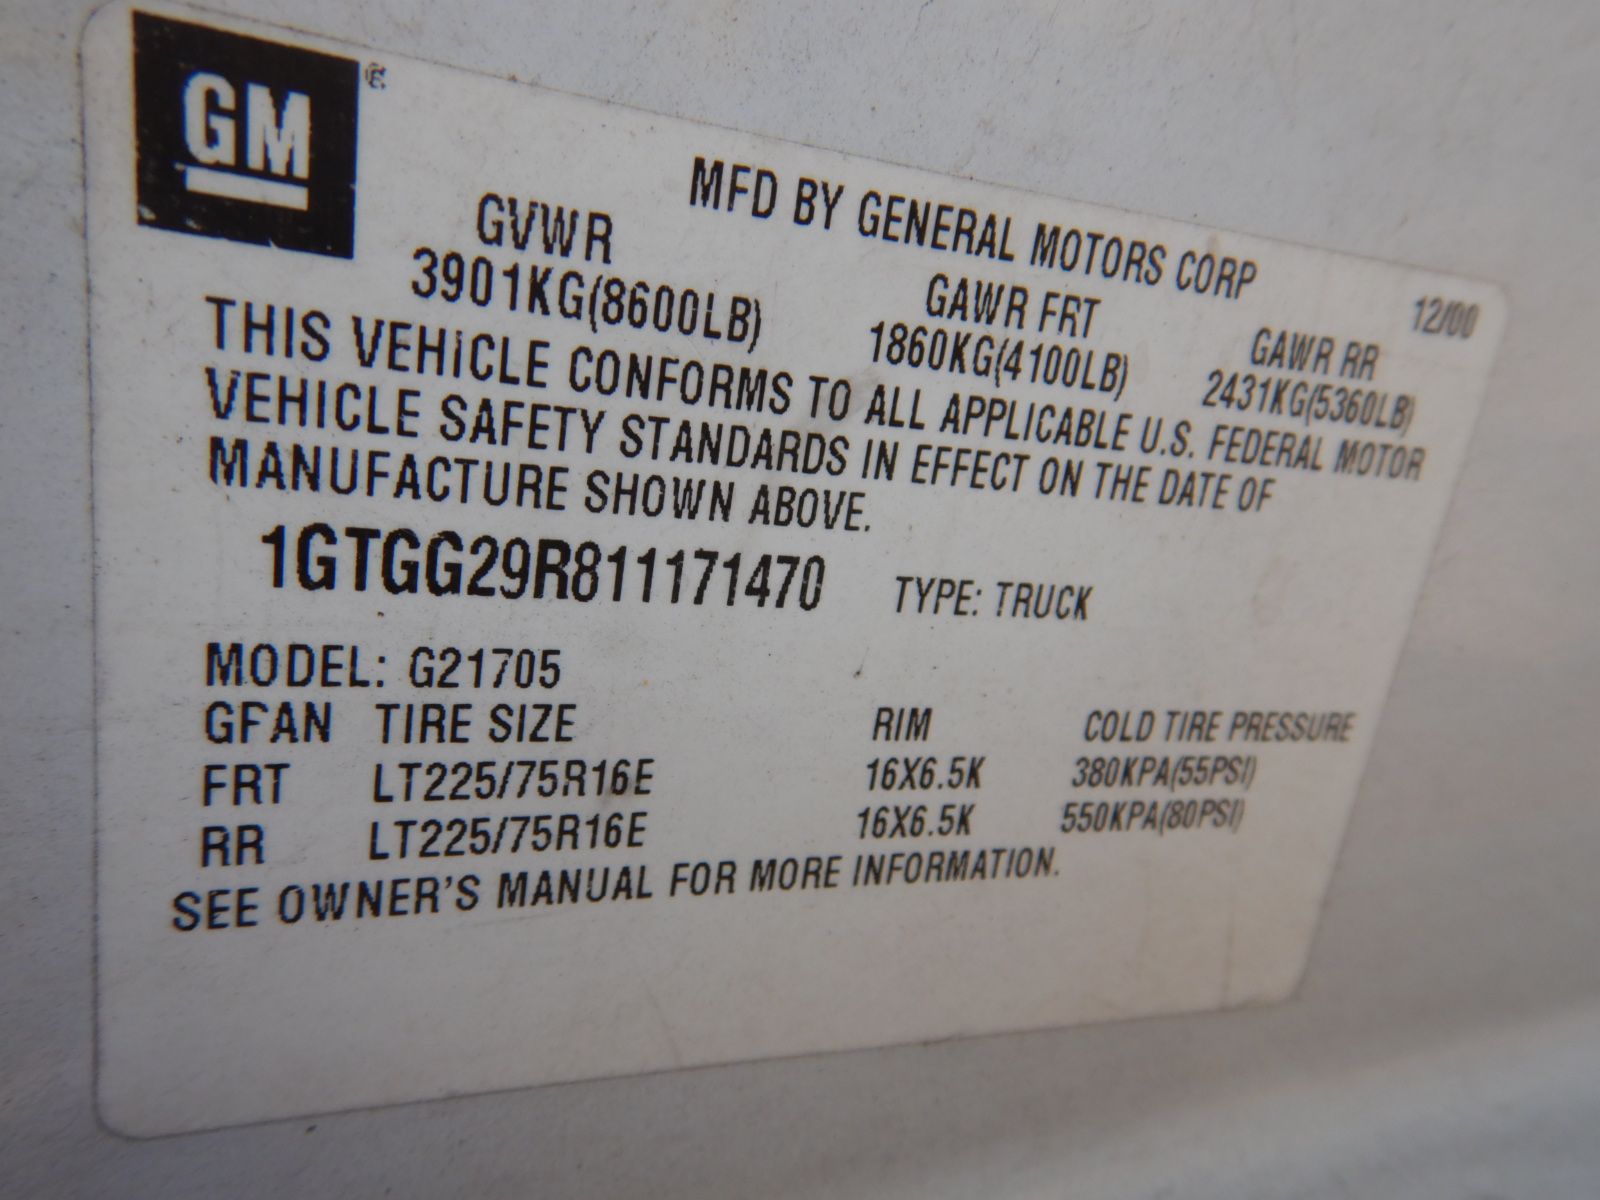 GM
MFD BY GENERAL MOTORS CORP 12/00
GVWR GAWR FRT GAWR RR
3901KG(8600LB) 1860KG(4100LB) 2431KG(5360LB)
THIS VEHICLE CONFORMS TO ALL APPLICABLE U.S. FEDERAL MOTOR
VEHICLE SAFETY STANDARDS IN EFFECT ON THE DATE OF
MANUFACTURE SHOWN ABOVE.
1GTGG29R811171470 TYPE: TRUCK
MODEL: G21705
GFAN TIRE SIZE RIM COLD TIRE PRESSURE
FRT LT225/75R16E 16X6.5K 380KPA(55PSI)
RR LT225/75R16E 16X6.5K 550KPA(80PSI)
SEE OWNER'S MANUAL FOR MORE INFORMATION.